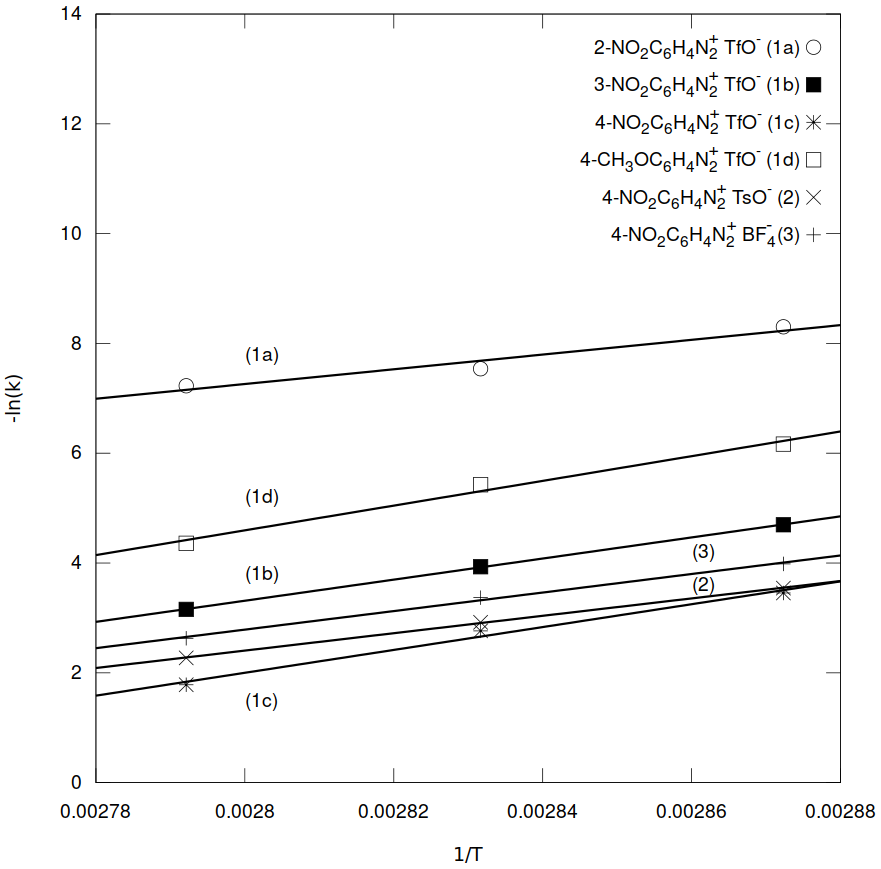 14
12
10
8
6
4
2
0
-ln(k)
2-NO₂C₆H₄N₂⁺ TfO⁻ (1a)
3-NO₂C₆H₄N₂⁺ TfO⁻ (1b)
4-NO₂C₆H₄N₂⁺ TfO⁻ (1c)
4-CH₃OC₆H₄N₂⁺ TfO⁻ (1d)
4-NO₂C₆H₄N₂⁺ TsO⁻ (2)
4-NO₂C₆H₄N₂⁺ BF₄⁻(3)
(1a)
(1d)
(1b)
(3)
(2)
(1c)
0.00278 0.0028 0.00282 0.00284 0.00286 0.00288
1/T